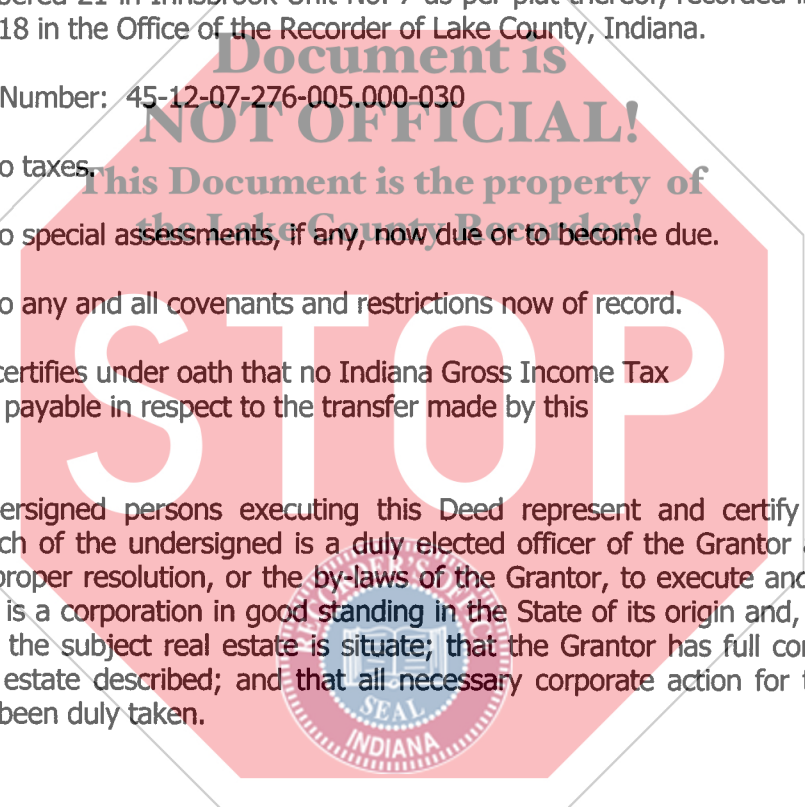 21 in Innsbrook Unit No. 7 as per plat thereof, recorded
18 in the Office of the Recorder of Lake County, Indiana.
Document is
Number: 45-12-07-276-005.000-030
NOT OFFICIAL!
o taxes.
This Document is the property of
the Lake County Recorder!
o special assessments, if any, now due or to become due.
o any and all covenants and restrictions now of record.
STOP
certifies under oath that no Indiana Gross Income Tax
payable in respect to the transfer made by this
ersigned persons executing this Deed represent and certify
ch of the undersigned is a duly elected officer of the Grantor
proper resolution, or the by-laws of the Grantor, to execute and
is a corporation in good standing in the State of its origin and,
the subject real estate is situate; that the Grantor has full
estate described; and that all necessary corporate action for
been duly taken.
SEAL
INDIANA